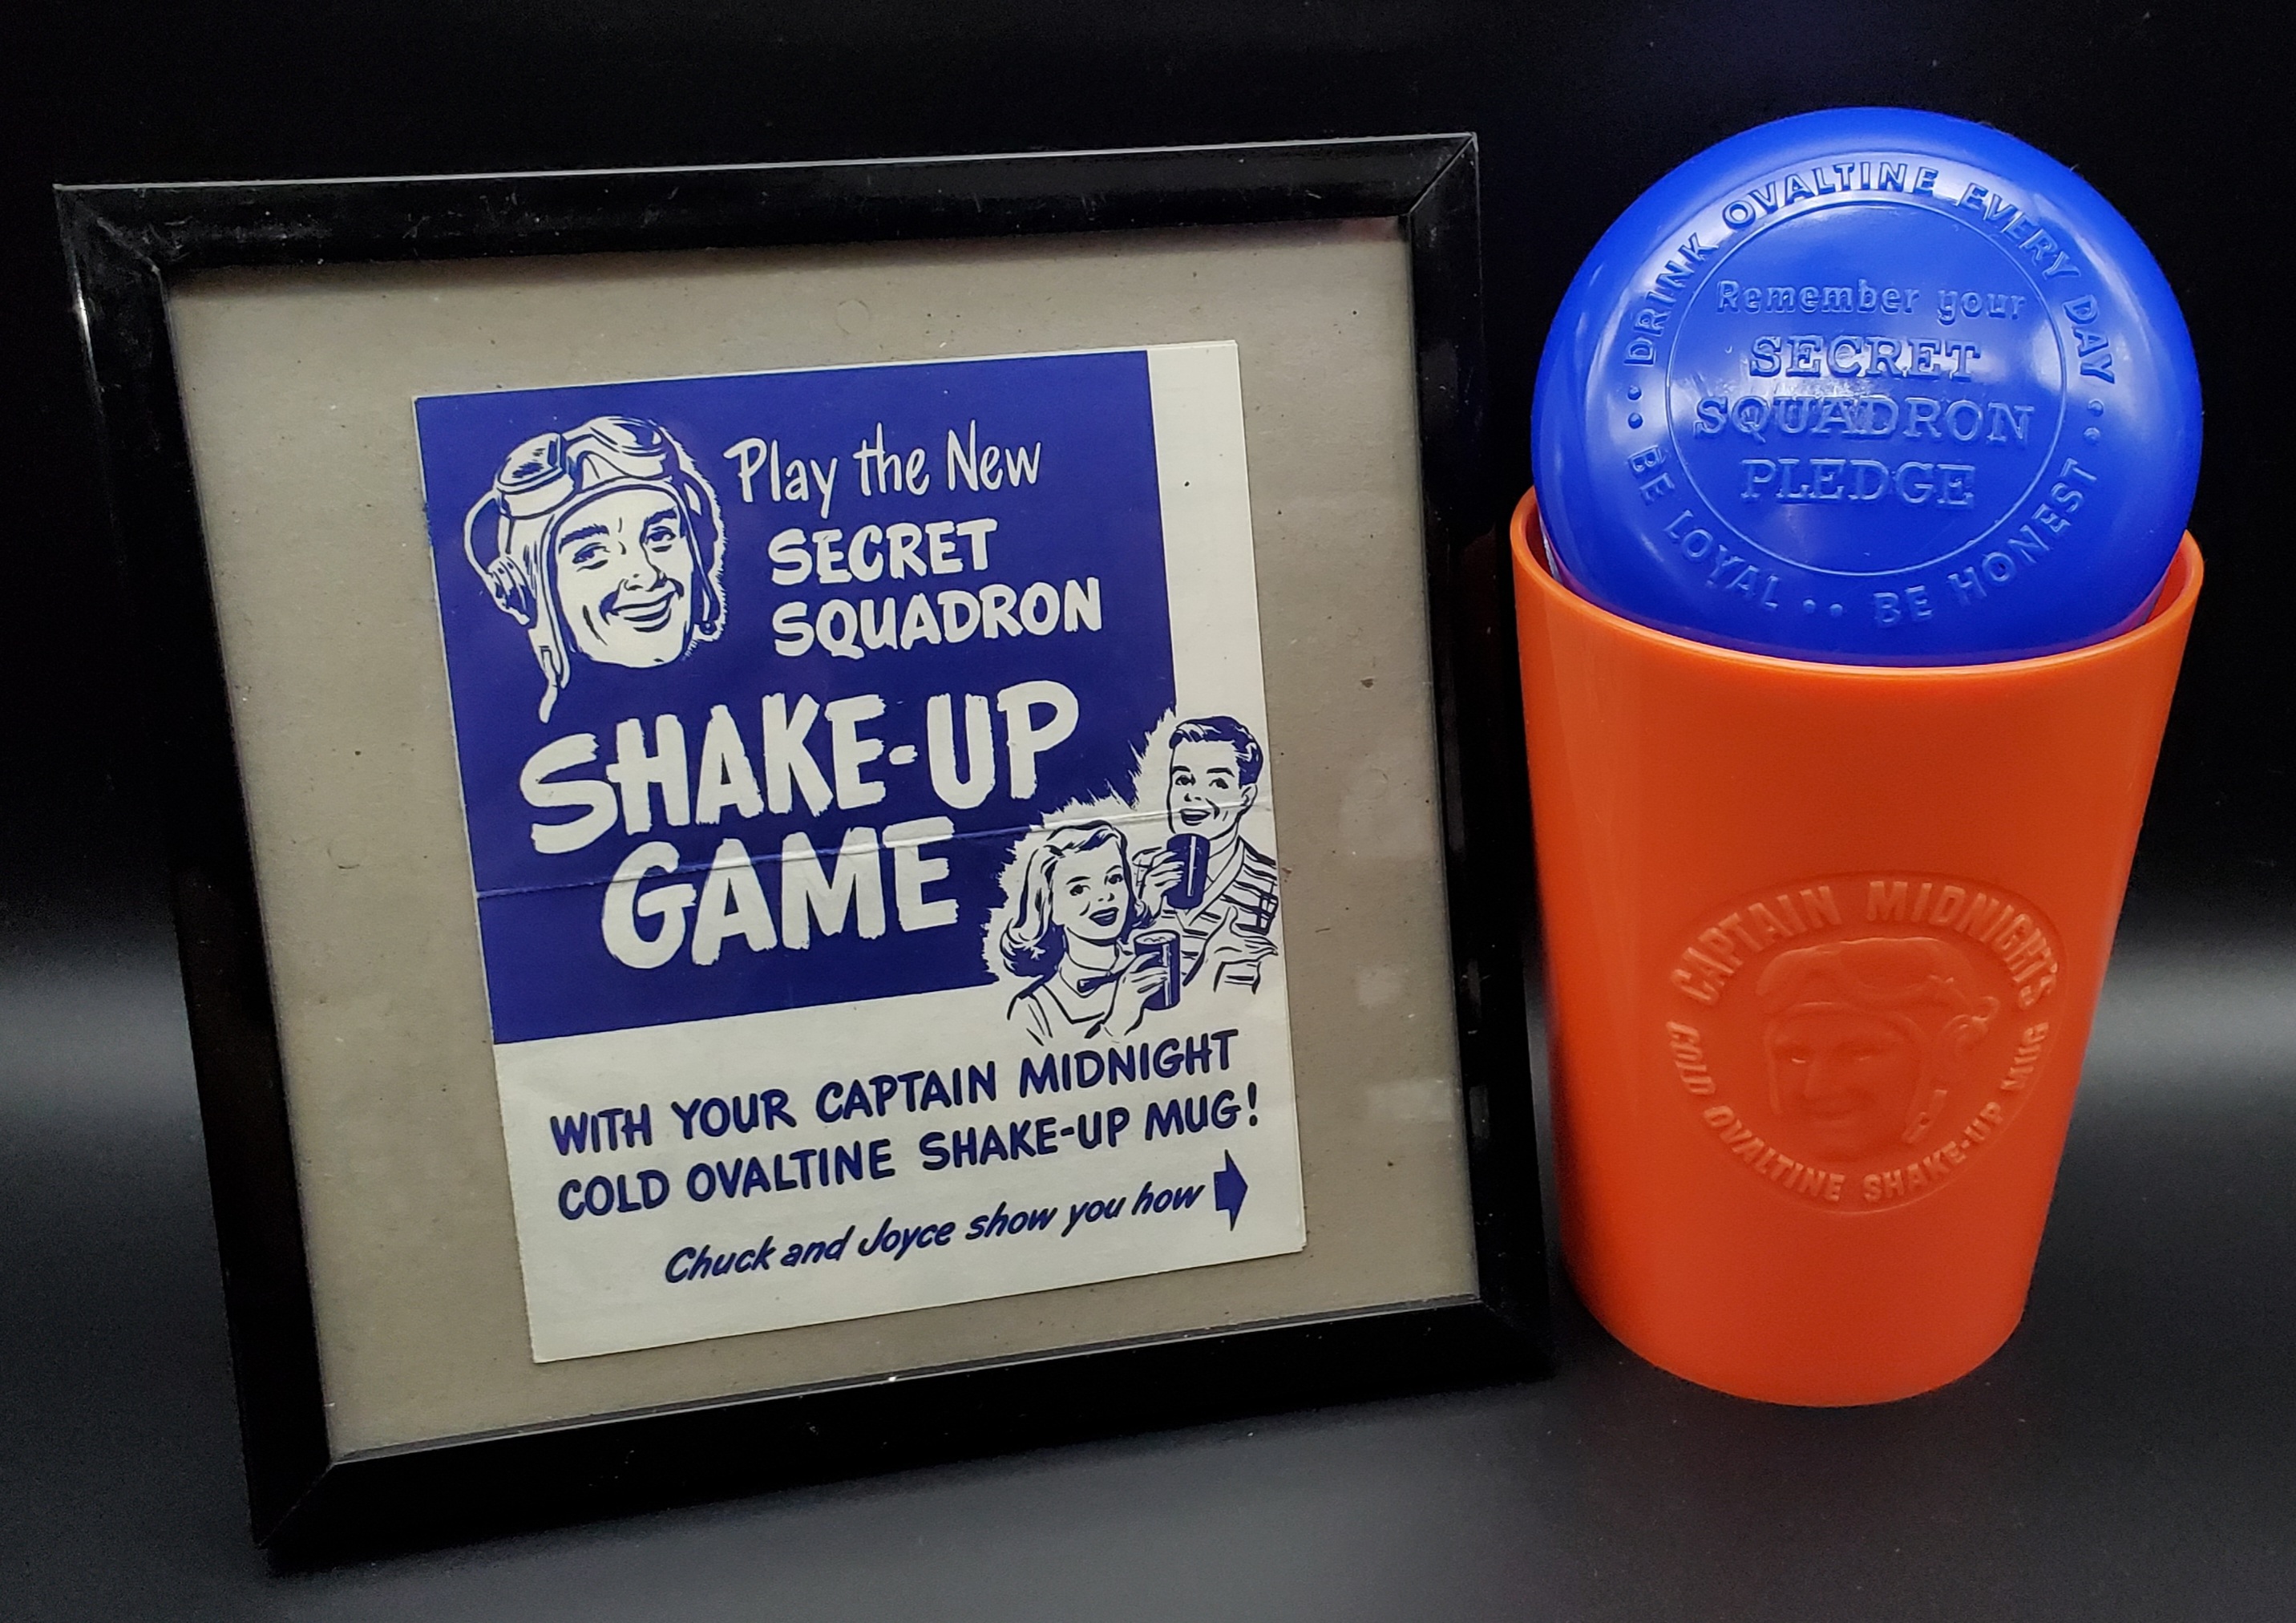 Play the New
SECRET
SQUADRON
SHAKE-UP
GAME
WITH YOUR CAPTAIN MIDNIGHT
COLD OVALTINE SHAKE-UP MUG!
Chuck and Joyce show you how
DRINK OVALTINE EVERY DAY
Remember your
SECRET
SQUADRON
PLEDGE
•• BE LOYAL •• BE HONEST ••
CAPTAIN MIDNIGHT'S
COLD OVALTINE SHAKE-UP MUG